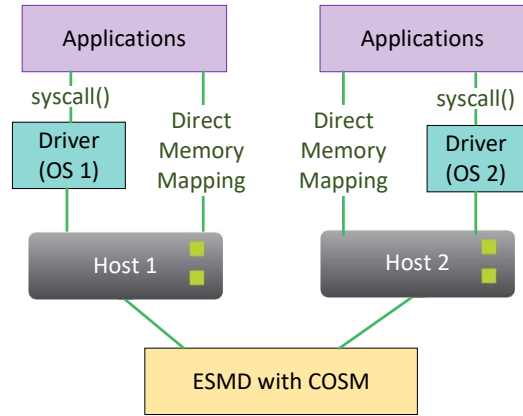 Applications
Applications
syscall()
syscall()
Driver
(OS 1)
Direct
Memory
Mapping
Direct
Memory
Mapping
Driver
(OS 2)
Host 1
Host 2
ESMD with COSM